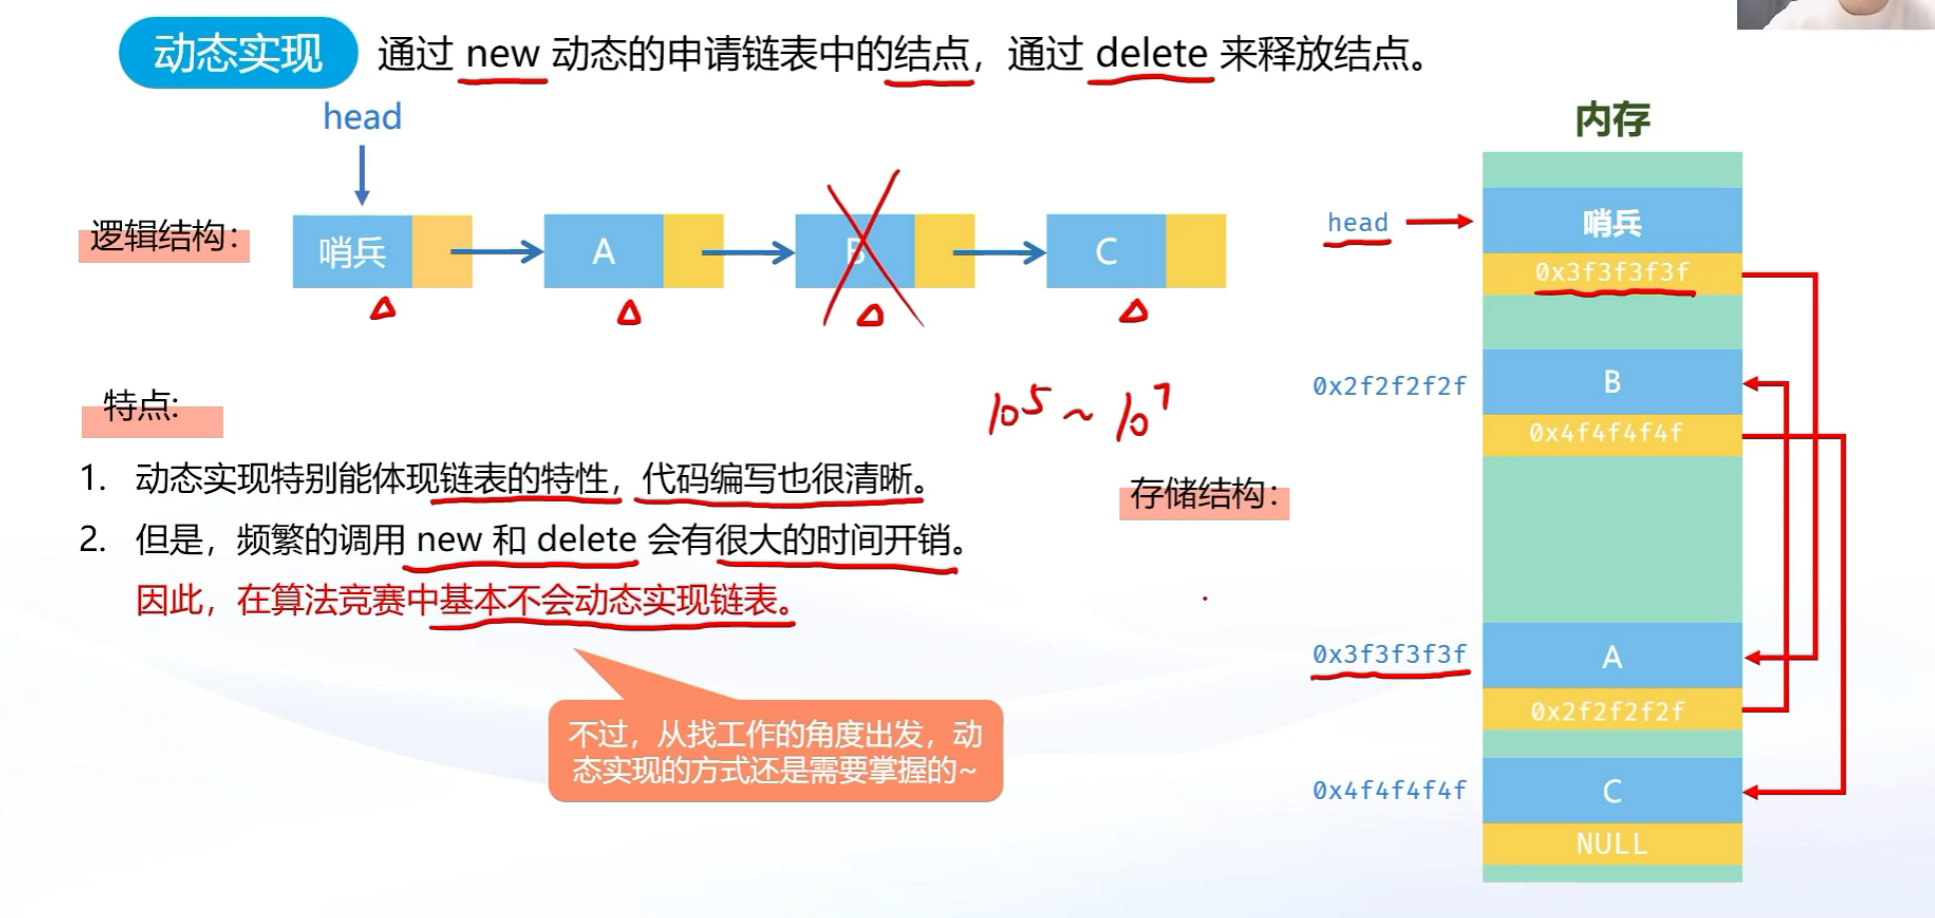 动态实现
通过 new 动态的申请链表中的结点，通过 delete 来释放结点。
head
逻辑结构：
哨兵
A
B
C
特点:
10^5 ~ 10^7
1. 动态实现特别能体现链表的特性，代码编写也很清晰。
2. 但是，频繁的调用 new 和 delete 会有很大的时间开销。
因此，在算法竞赛中基本不会动态实现链表。
不过，从找工作的角度出发，动
态实现的方式还是需要掌握的~
存储结构：
内存
head
哨兵
0x3f3f3f3f
0x2f2f2f2f
B
0x4f4f4f4f
0x3f3f3f3f
A
0x2f2f2f2f
0x4f4f4f4f
C
NULL